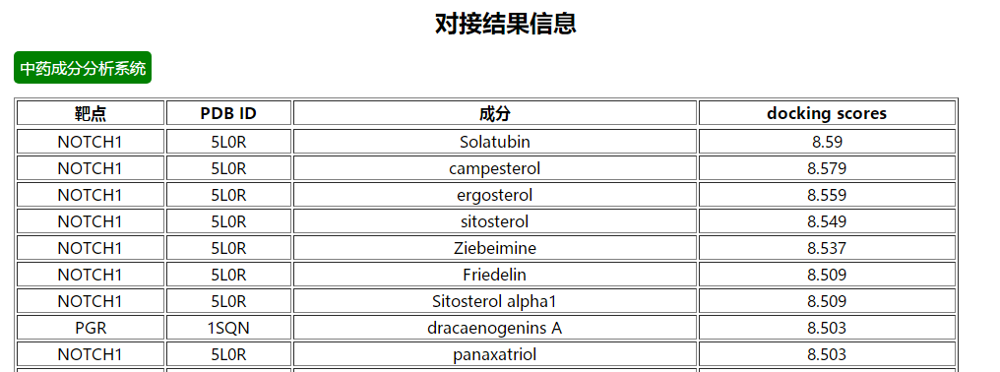 对接结果信息
中药成分分析系统
靶点 PDB ID 成分 docking scores
NOTCH1 5L0R Solatubin 8.59
NOTCH1 5L0R campesterol 8.579
NOTCH1 5L0R ergosterol 8.559
NOTCH1 5L0R sitosterol 8.549
NOTCH1 5L0R Ziebeimine 8.537
NOTCH1 5L0R Friedelin 8.509
NOTCH1 5L0R Sitosterol alpha1 8.509
PGR 1SQN dracaenogenins A 8.503
NOTCH1 5L0R panaxatriol 8.503